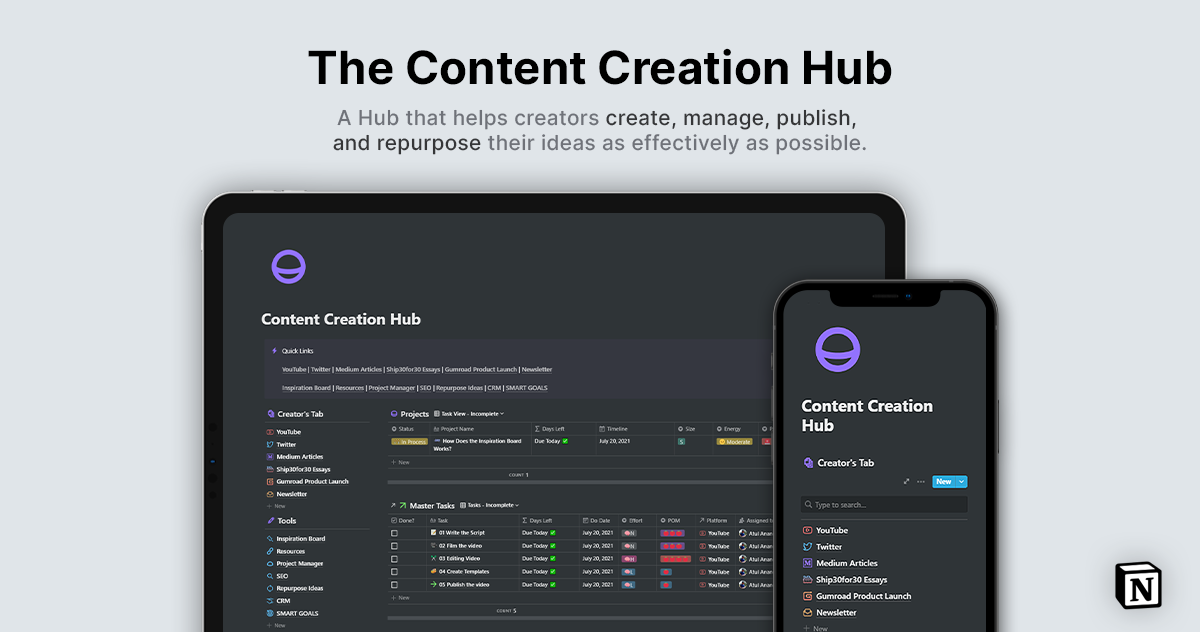 The Content Creation Hub
A Hub that helps creators create, manage, publish,
and repurpose their ideas as effectively as possible.
Content Creation Hub
Quick Links
YouTube | Twitter | Medium Articles | Ship30for30 Essays | Gumroad Product Launch | Newsletter
Inspiration Board | Resources | Project Manager | SEO | Repurpose Ideas | CRM | SMART GOALS
Creator's Tab
YouTube
Twitter
Medium Articles
Ship30for30 Essays
Gumroad Product Launch
Newsletter
+ New
Tools
Inspiration Board
Resources
Project Manager
SEO
Repurpose Ideas
CRM
SMART GOALS
+ New
Projects Task View - Incomplete
Status Project Name Days Left Timeline Size Energy
In Process How Does the Inspiration Board Due Today July 20, 2021 S Moderate
Works?
+ New
COUNT 1
Master Tasks Tasks - Incomplete
Done? Task Days Left Do Date Effort POM Platform Assigned to
01 Write the Script Due Today July 20, 2021 YouTube Atul Anan
02 Film the video Due Today July 20, 2021 YouTube Atul Anan
03 Editing Video Due Today July 20, 2021 YouTube Atul Anan
04 Create Templates Due Today July 20, 2021 YouTube Atul Anan
05 Publish the video Due Today July 20, 2021 YouTube Atul Anan
+ New
COUNT 5
Content Creation
Hub
Creator's Tab
New
Type to search...
YouTube
Twitter
Medium Articles
Ship30for30 Essays
Gumroad Product Launch
Newsletter
+ New
N